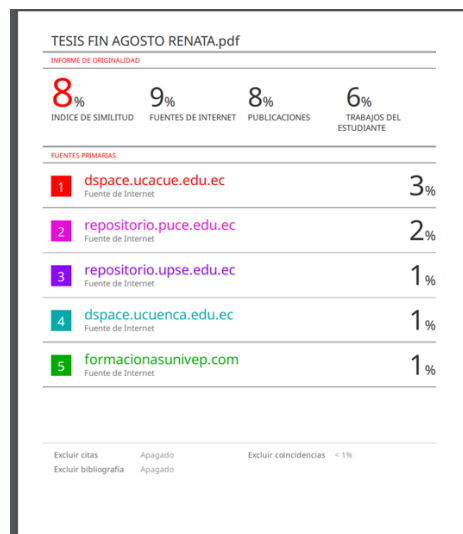 TESIS FIN AGOSTO RENATA.pdf
INFORME DE ORIGINALIDAD
8% 9% 8% 6%
INDICE DE SIMILITUD FUENTES DE INTERNET PUBLICACIONES TRABAJOS DEL
ESTUDIANTE
FUENTES PRIMARIAS
1 dspace.ucacue.edu.ec 3%
Fuente de Internet
2 repositorio.puce.edu.ec 2%
Fuente de Internet
3 repositorio.upse.edu.ec 1%
Fuente de Internet
4 dspace.ucuenca.edu.ec 1%
Fuente de Internet
5 formacionasunivep.com 1%
Fuente de Internet
Excluir citas Apagado Excluir coincidencias < 1%
Excluir bibliografía Apagado